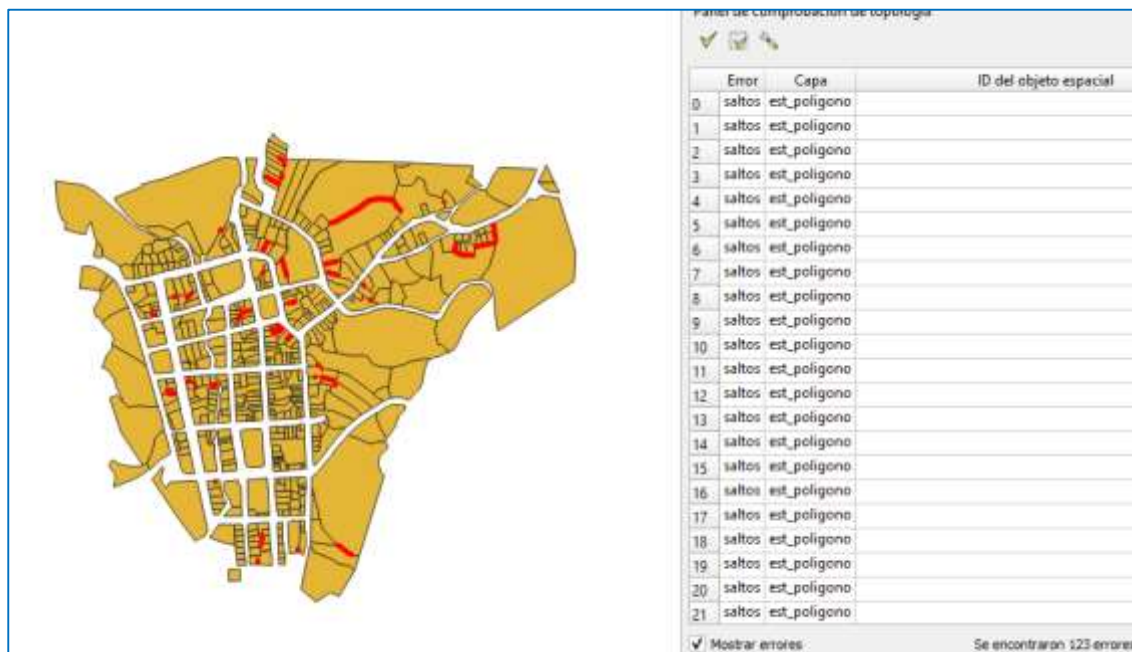 Panel de comprobación de topología
Error Capa ID del objeto espacial
0 saltos est_poligono
1 saltos est_poligono
2 saltos est_poligono
3 saltos est_poligono
4 saltos est_poligono
5 saltos est_poligono
6 saltos est_poligono
7 saltos est_poligono
8 saltos est_poligono
9 saltos est_poligono
10 saltos est_poligono
11 saltos est_poligono
12 saltos est_poligono
13 saltos est_poligono
14 saltos est_poligono
15 saltos est_poligono
16 saltos est_poligono
17 saltos est_poligono
18 saltos est_poligono
19 saltos est_poligono
20 saltos est_poligono
21 saltos est_poligono
Mostrar errores Se encontraron 123 errores